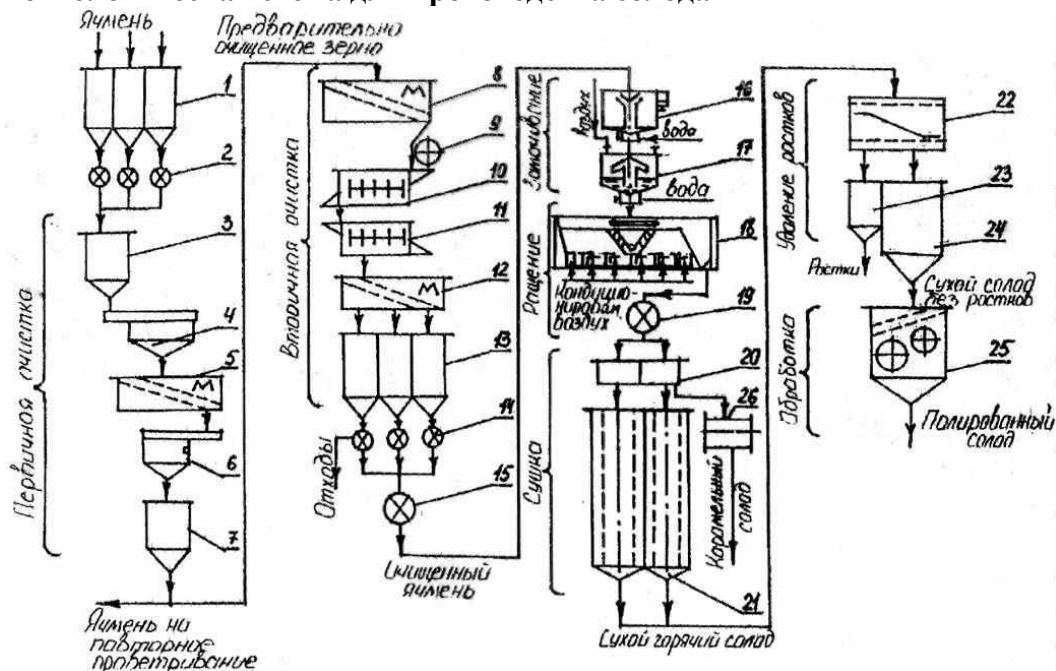 Ячмень
1
2
3
4
5
6
7
Первичная очистка
Ячмень на
повторное
проветривание
Предварительно
очищенное зерно
8
9
10
11
12
13
14
15
Вторичная очистка
Отходы
Очищенный
ячмень
Замачивание
воздух
16
вода
17
вода
Ращение
18
Кондицио-
нирован.
воздух
19
Сушка
20
26
Карамельный
солод
21
Сухой горячий солод
Удаление ростков
22
23
24
Ростки
Сухой солод
без ростков
Обработка
25
Полированный
солод